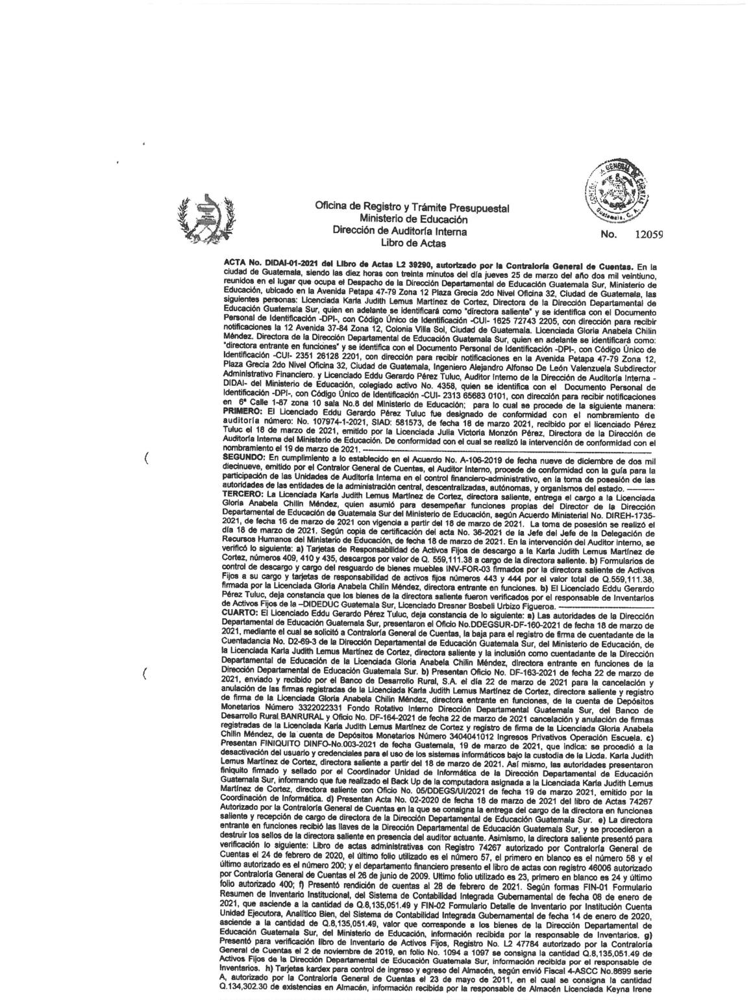 CONTRALORÍA GENERAL DE CUENTAS
Guatemala, C. A.
Oficina de Registro y Trámite Presupuestal
Ministerio de Educación
Dirección de Auditoría Interna
Libro de Actas
No. 12059
ACTA No. DIDAI-01-2021 del Libro de Actas L2 39290, autorizado por la Contraloría General de Cuentas. En la
ciudad de Guatemala, siendo las diez horas con treinta minutos del día jueves 25 de marzo del año dos mil veintiuno,
reunidos en el lugar que ocupa el Despacho de la Dirección Departamental de Educación Guatemala Sur, Ministerio de
Educación, ubicado en la Avenida Petapa 47-79 Zona 12 Plaza Grecia 2do Nivel Oficina 32, Ciudad de Guatemala, las
siguientes personas: Licenciada Karla Judith Lemus Martínez de Cortez, Directora de la Dirección Departamental de
Educación Guatemala Sur, quien en adelante se identificará como "directora saliente" y se identifica con el Documento
Personal de Identificación -DPI-, con Código Único de Identificación -CUI- 1625 72743 2205, con dirección para recibir
notificaciones la 12 Avenida 37-84 Zona 12, Colonia Villa Sol, Ciudad de Guatemala. Licenciada Gloria Anabela Chilin
Méndez. Directora de la Dirección Departamental de Educación Guatemala Sur, quien en adelante se identificará como:
"directora entrante en funciones" y se identifica con el Documento Personal de Identificación -DPI-, con Código Único de
Identificación -CUI- 2351 26128 2201, con dirección para recibir notificaciones en la Avenida Petapa 47-79 Zona 12,
Plaza Grecia 2do Nivel Oficina 32, Ciudad de Guatemala, Ingeniero Alejandro Alfonso De León Valenzuela Subdirector
Administrativo Financiero. y Licenciado Eddu Gerardo Pérez Tuluc, Auditor Interno de la Dirección de Auditoría Interna -
DIDAI- del Ministerio de Educación, colegiado activo No. 4358, quien se identifica con el Documento Personal de
Identificación -DPI-, con Código Único de Identificación -CUI- 2313 65683 0101, con dirección para recibir notificaciones
en 6ª Calle 1-87 zona 10 sala No.8 del Ministerio de Educación; para lo cual se procede de la siguiente manera:
PRIMERO: El Licenciado Eddu Gerardo Pérez Tuluc fue designado de conformidad con el nombramiento de
auditoría número: No. 107974-1-2021, SIAD: 581573, de fecha 18 de marzo 2021, recibido por el licenciado Pérez
Tuluc el 18 de marzo de 2021, emitido por la Licenciada Julia Victoria Monzón Pérez, Directora de la Dirección de
Auditoría Interna del Ministerio de Educación. De conformidad con el cual se realizó la intervención de conformidad con el
nombramiento el 19 de marzo de 2021.
SEGUNDO: En cumplimiento a lo establecido en el Acuerdo No. A-106-2019 de fecha nueve de diciembre de dos mil
diecinueve, emitido por el Contralor General de Cuentas, el Auditor Interno, procede de conformidad con la guía para la
participación de las Unidades de Auditoría Interna en el control financiero-administrativo, en la toma de posesión de las
autoridades de las entidades de la administración central, descentralizadas, autónomas, y organismos del estado.
TERCERO: La Licenciada Karla Judith Lemus Martínez de Cortez, directora saliente, entrega el cargo a la Licenciada
Gloria Anabela Chilín Méndez, quien asumió para desempeñar funciones propias del Director de la Dirección
Departamental de Educación de Guatemala Sur del Ministerio de Educación, según Acuerdo Ministerial No. DIREH-1735-
2021, de fecha 16 de marzo de 2021 con vigencia a partir del 18 de marzo de 2021. La toma de posesión se realizó el
día 18 de marzo de 2021. Según copia de certificación del acta No. 36-2021 de la Jefe del Jefe de la Delegación de
Recursos Humanos del Ministerio de Educación, de fecha 18 de marzo de 2021. En la intervención del Auditor interno, se
verificó lo siguiente: a) Tarjetas de Responsabilidad de Activos Fijos de descargo a la Karla Judith Lemus Martínez de
Cortez, números 409, 410 y 435, descargos por valor de Q. 559,111.38 a cargo de la directora saliente. b) Formularios de
control de descargo y cargo del resguardo de bienes muebles INV-FOR-03 firmados por la directora saliente de Activos
Fijos a su cargo y tarjetas de responsabilidad de activos fijos números 443 y 444 por el valor total de Q.559,111.38,
firmada por la Licenciada Gloria Anabela Chilin Méndez, directora entrante en funciones. b) El Licenciado Eddu Gerardo
Pérez Tuluc, deja constancia que los bienes de la directora saliente fueron verificados por el responsable de Inventarios
de Activos Fijos de la –DIDEDUC Guatemala Sur, Licenciado Dresner Bosbeli Urbizo Figueroa.
CUARTO: El Licenciado Eddu Gerardo Pérez Tuluc, deja constancia de lo siguiente: a) Las autoridades de la Dirección
Departamental de Educación Guatemala Sur, presentaron el Oficio No.DDEGSUR-DF-160-2021 de fecha 18 de marzo de
2021, mediante el cual se solicitó a Contraloría General de Cuentas, la baja para el registro de firma de cuentadante de la
Cuentadancia No. D2-69-3 de la Dirección Departamental de Educación Guatemala Sur, del Ministerio de Educación, de
la Licenciada Karla Judith Lemus Martínez de Cortez, directora saliente y la inclusión como cuentadante de la Dirección
Departamental de Educación de la Licenciada Gloria Anabela Chilin Méndez, directora entrante en funciones de la
Dirección Departamental de Educación Guatemala Sur. b) Presentan Oficio No. DF-163-2021 de fecha 22 de marzo de
2021, enviado y recibido por el Banco de Desarrollo Rural, S.A. el día 22 de marzo de 2021 para la cancelación y
anulación de las firmas registradas de la Licenciada Karla Judith Lemus Martínez de Cortez, directora saliente y registro
de firma de la Licenciada Gloria Anabela Chilin Méndez, directora entrante en funciones, de la cuenta de Depósitos
Monetarios Número 3322022331 Fondo Rotativo Interno Dirección Departamental Guatemala Sur, del Banco de
Desarrollo Rural BANRURAL y Oficio No. DF-164-2021 de fecha 22 de marzo de 2021 cancelación y anulación de firmas
registradas de la Licenciada Karla Judith Lemus Martínez de Cortez y registro de firma de la Licenciada Gloria Anabela
Chilin Méndez, de la cuenta de Depósitos Monetarios Número 3404041012 Ingresos Privativos Operación Escuela. c)
Presentan FINIQUITO DINFO-No.003-2021 de fecha Guatemala, 19 de marzo de 2021, que indica: se procedió a la
desactivación del usuario y credenciales para el uso de los sistemas informáticos bajo la custodia de la Licda. Karla Judith
Lemus Martínez de Cortez, directora saliente a partir del 18 de marzo de 2021. Así mismo, las autoridades presentaron
finiquito firmado y sellado por el Coordinador Unidad de Informática de la Dirección Departamental de Educación
Guatemala Sur, informando que fue realizado el Back Up de la computadora asignada a la Licenciada Karla Judith Lemus
Martínez de Cortez, directora saliente con Oficio No. 05/DDEGS/UI/2021 de fecha 19 de marzo 2021, emitido por la
Coordinación de Informática. d) Presentan Acta No. 02-2020 de fecha 18 de marzo de 2021 del libro de Actas 74267
Autorizado por la Contraloría General de Cuentas en la que se consigna la entrega del cargo de la directora en funciones
saliente y recepción de cargo de directora de la Dirección Departamental de Educación Guatemala Sur. e) La directora
entrante en funciones recibió las llaves de la Dirección Departamental de Educación Guatemala Sur, y se procedieron a
destruir los sellos de la directora saliente en presencia del auditor actuante. Asimismo, la directora saliente presentó para
verificación lo siguiente: Libro de actas administrativas con Registro 74267 autorizado por Contraloría General de
Cuentas el 24 de febrero de 2020, el último folio utilizado es el número 57, el primero en blanco es el número 58 y el
último autorizado es el número 200; y el departamento financiero presento el libro de actas con registro 46006 autorizado
por Contraloría General de Cuentas el 26 de junio de 2009. Ultimo folio utilizado es 23, primero en blanco es 24 y último
folio autorizado 400; f) Presentó rendición de cuentas al 28 de febrero de 2021. Según formas FIN-01 Formulario
Resumen de Inventario Institucional, del Sistema de Contabilidad Integrada Gubernamental de fecha 08 de enero de
2021, que asciende a la cantidad de Q.8,135,051.49 y FIN-02 Formulario Detalle de Inventario por Institución Cuenta
Unidad Ejecutora, Analítico Bien, del Sistema de Contabilidad Integrada Gubernamental de fecha 14 de enero de 2020,
asciende a la cantidad de Q.8,135,051.49, valor que corresponde a los bienes de la Dirección Departamental de
Educación Guatemala Sur, del Ministerio de Educación, información recibida por la responsable de Inventarios. g)
Presentó para verificación libro de Inventario de Activos Fijos, Registro No. L2 47784 autorizado por la Contraloría
General de Cuentas el 2 de noviembre de 2019, en folio No. 1094 a 1097 se consigna la cantidad Q.8,135,051.49 de
Activos Fijos de la Dirección Departamental de Educación Guatemala Sur, información recibida por el responsable de
Inventarios. h) Tarjetas kardex para control de ingreso y egreso del Almacén, según envió Fiscal 4-ASCC No.8699 serie
A, autorizado por la Contraloría General de Cuentas el 23 de mayo de 2011, en el cual se consigna la cantidad
Q.134,302.30 de existencias en Almacén, información recibida por la responsable de Almacén Licenciada Keyna Irene